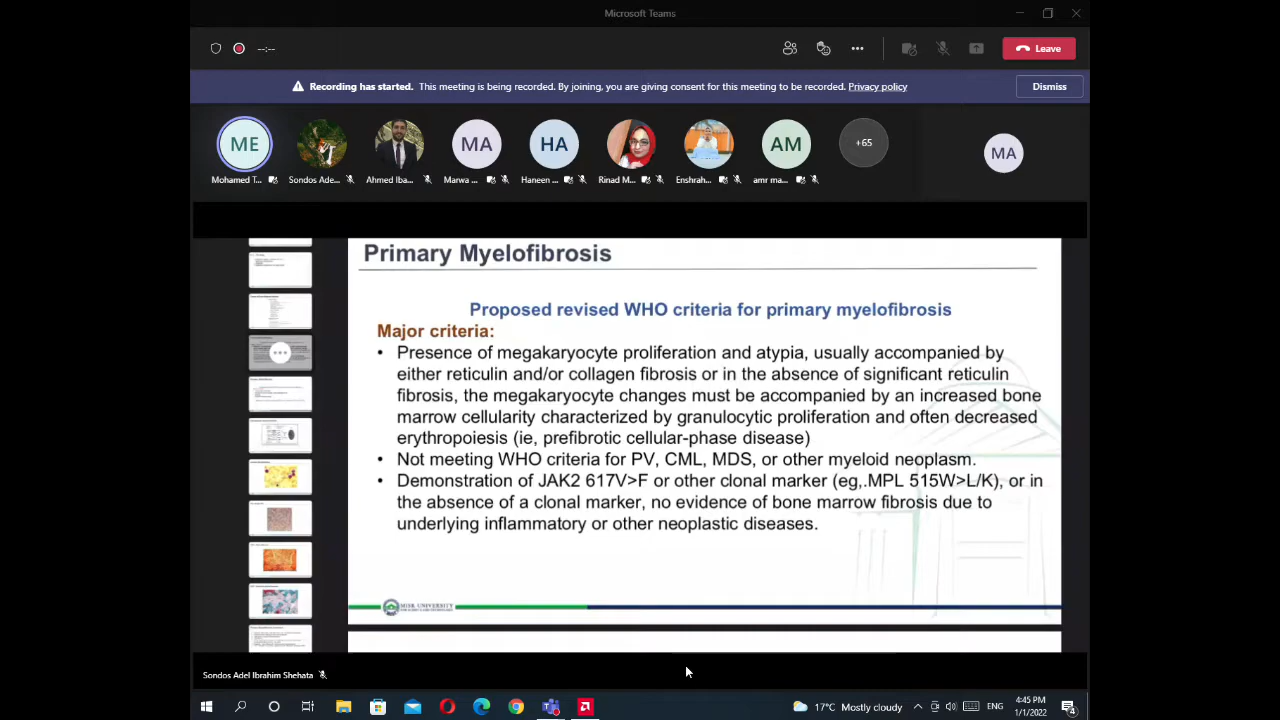 Microsoft Teams
--:--
Leave
Recording has started. This meeting is being recorded. By joining, you are giving consent for this meeting to be recorded. Privacy policy
Dismiss
ME
MA
HA
AM
+65
MA
Mohamed T...
Sondos Ade...
Ahmed Iba...
Marwa ...
Haneen ...
Rinad M...
Enshrah...
amr ma...
Primary Myelofibrosis
Proposed revised WHO criteria for primary myelofibrosis
Major criteria:
• Presence of megakaryocyte proliferation and atypia, usually accompanied by
either reticulin and/or collagen fibrosis or in the absence of significant reticulin
fibrosis, the megakaryocyte changes must be accompanied by an increased bone
marrow cellularity characterized by granulocytic proliferation and often decreased
erythropoiesis (ie, prefibrotic cellular-phase disease)
• Not meeting WHO criteria for PV, CML, MDS, or other myeloid neoplasm.
• Demonstration of JAK2 617V>F or other clonal marker (eg,.MPL 515W>L/K), or in
the absence of a clonal marker, no evidence of bone marrow fibrosis due to
underlying inflammatory or other neoplastic diseases.
MISR UNIVERSITY
Sondos Adel Ibrahim Shehata
17°C Mostly cloudy
ENG
4:45 PM
1/1/2022
4